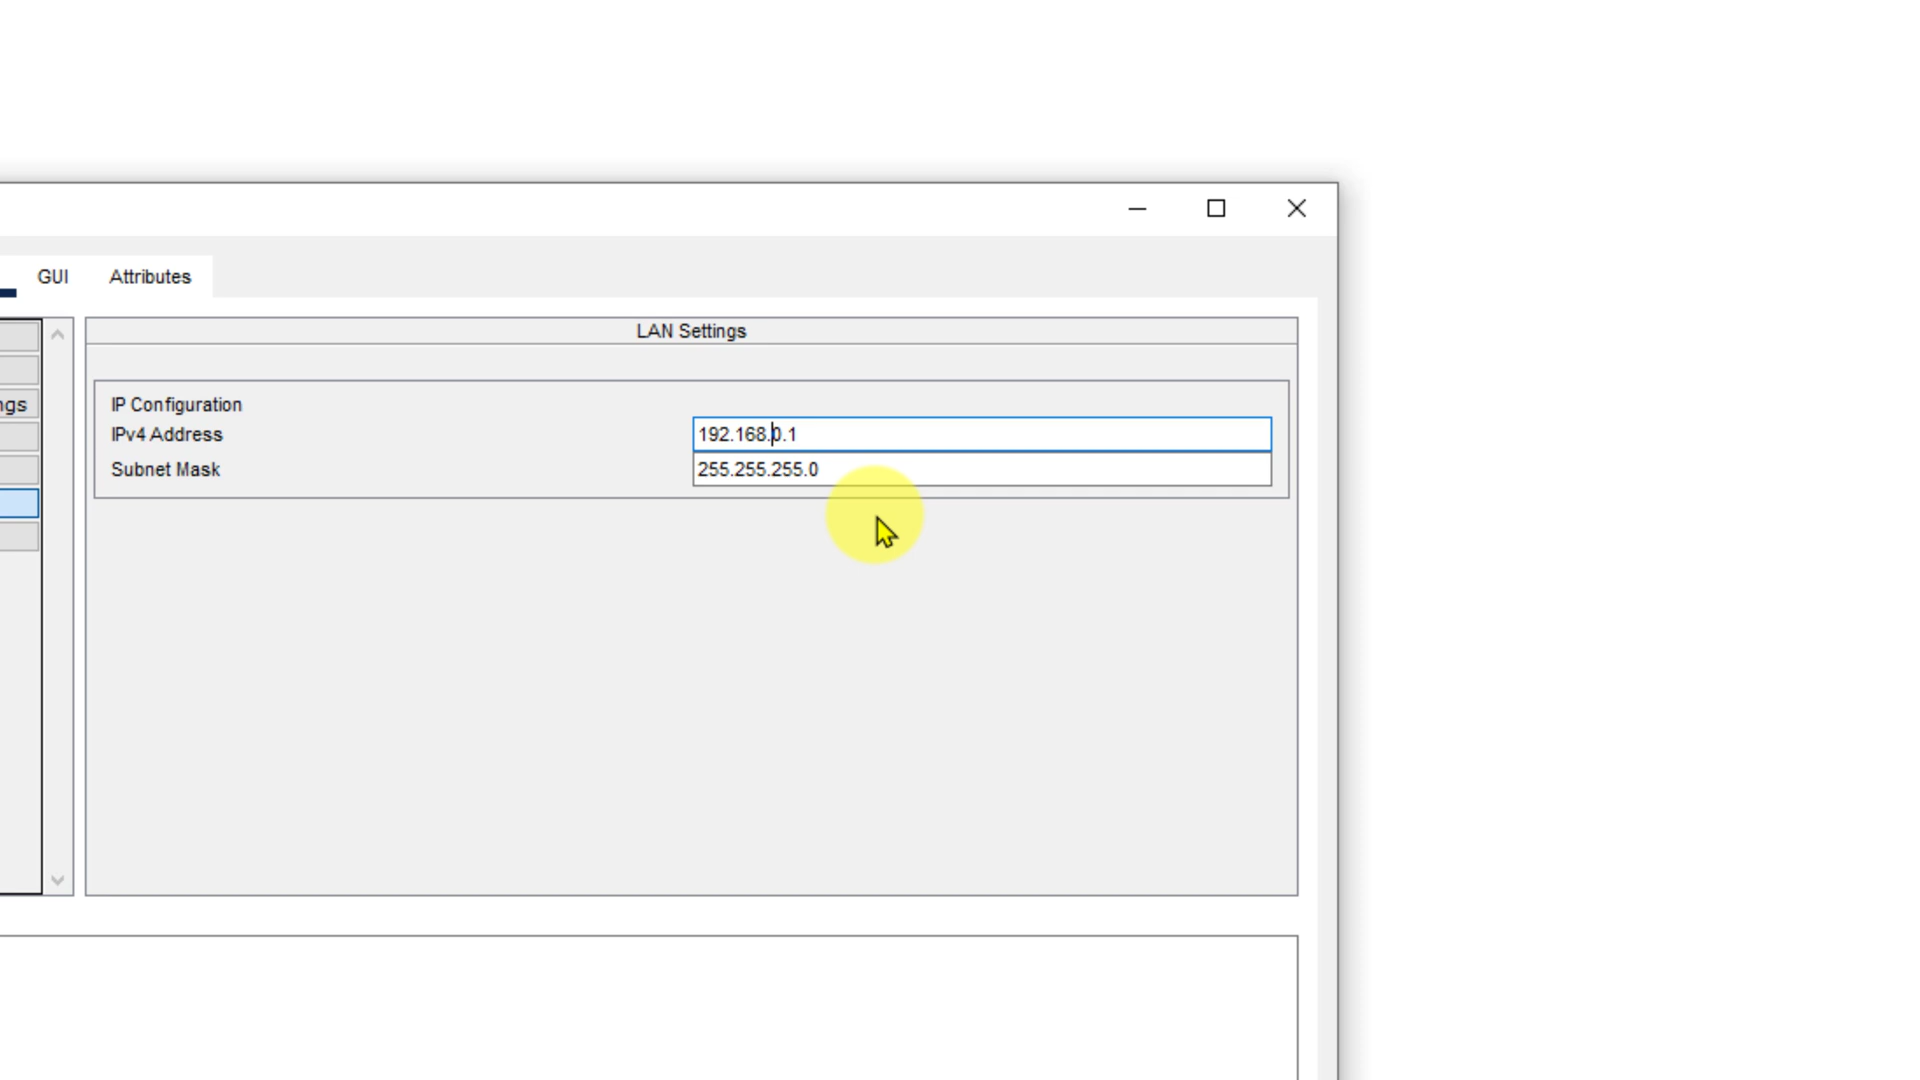 GUI Attributes
LAN Settings
ngs
IP Configuration
IPv4 Address 192.168.0.1
Subnet Mask 255.255.255.0